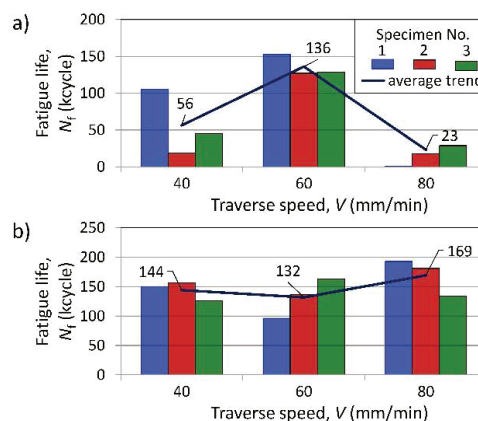 a)
Fatigue life,
Nf (kcycle)
200
150
100
50
0
56
136
23
Specimen No.
1 2 3
average trend
40 60 80
Traverse speed, V (mm/min)
b)
Fatigue life,
Nf (kcycle)
250
200
150
100
50
0
144
132
169
40 60 80
Traverse speed, V (mm/min)